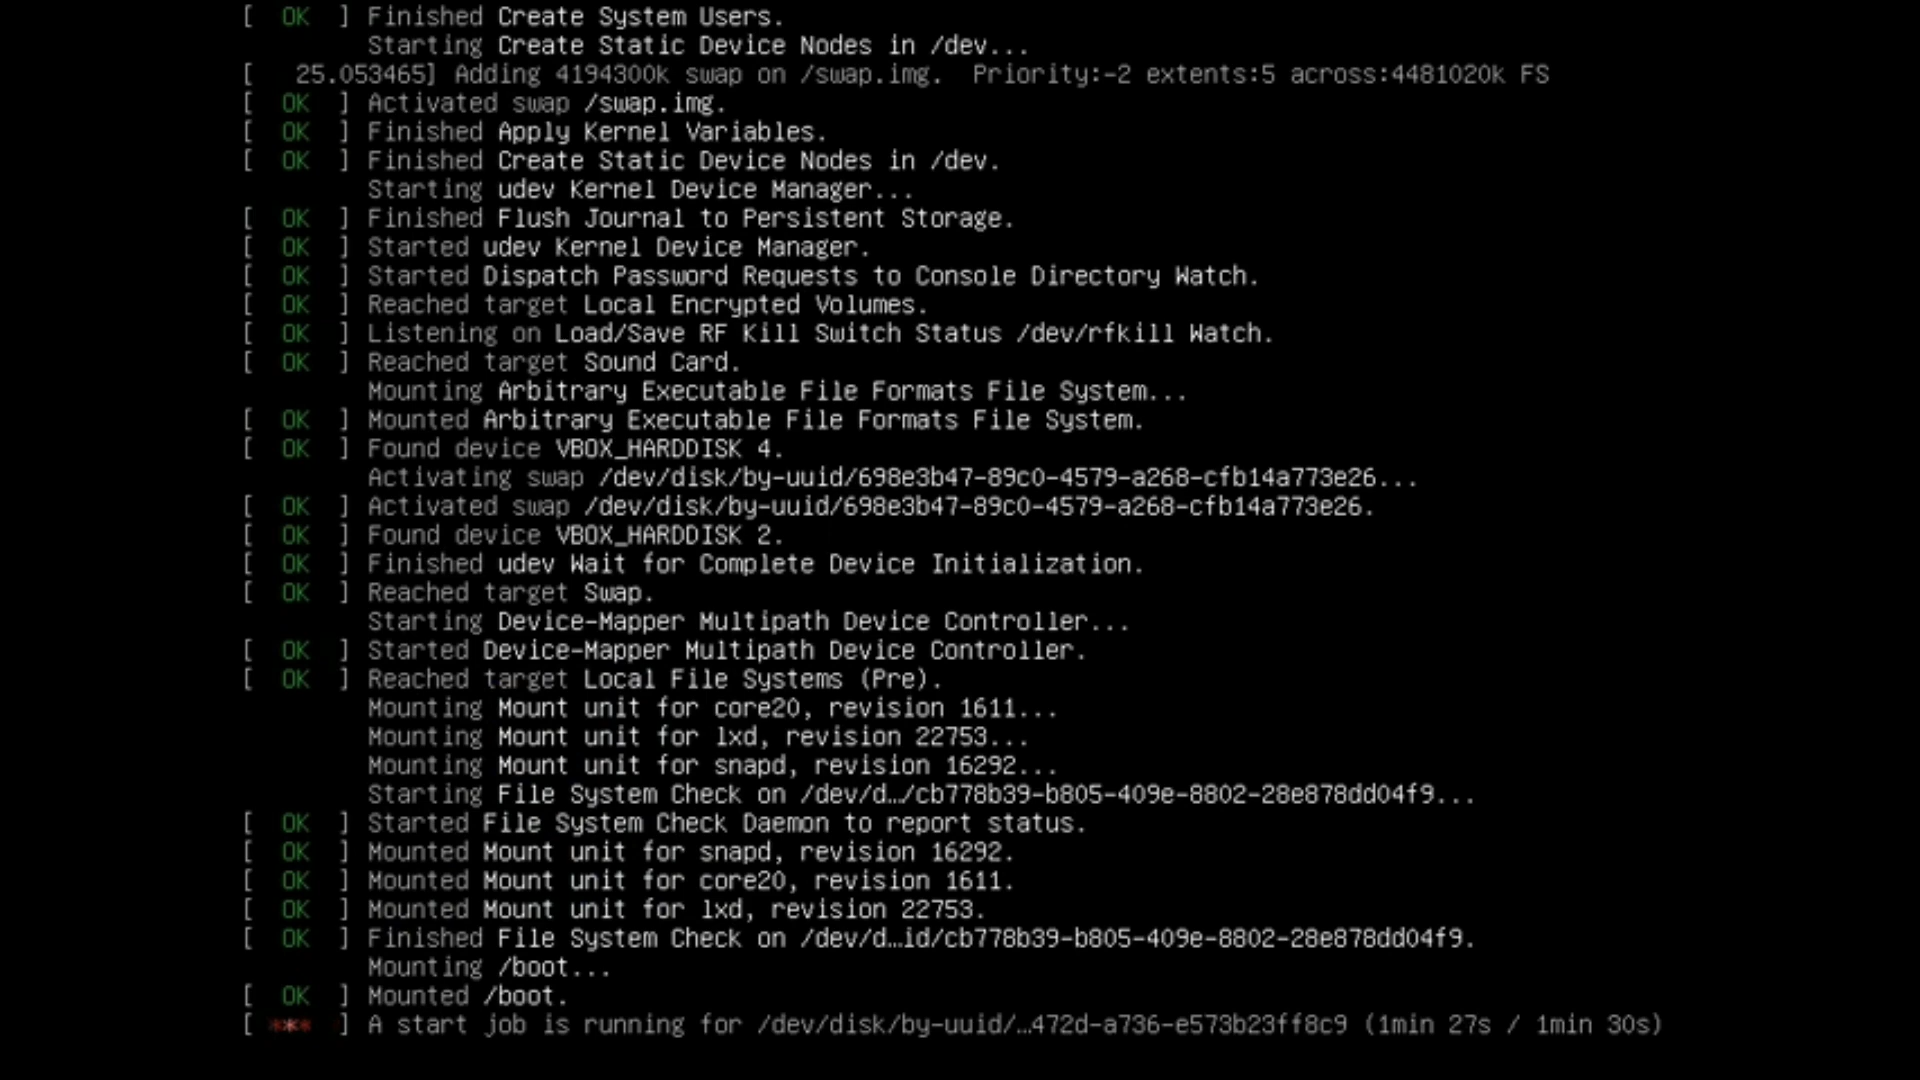 [  OK  ] Finished Create System Users.
Starting Create Static Device Nodes in /dev...
[   25.053465] Adding 4194300k swap on /swap.img.  Priority:-2 extents:5 across:4481020k FS
[  OK  ] Activated swap /swap.img.
[  OK  ] Finished Apply Kernel Variables.
[  OK  ] Finished Create Static Device Nodes in /dev.
Starting udev Kernel Device Manager...
[  OK  ] Finished Flush Journal to Persistent Storage.
[  OK  ] Started udev Kernel Device Manager.
[  OK  ] Started Dispatch Password Requests to Console Directory Watch.
[  OK  ] Reached target Local Encrypted Volumes.
[  OK  ] Listening on Load/Save RF Kill Switch Status /dev/rfkill Watch.
[  OK  ] Reached target Sound Card.
Mounting Arbitrary Executable File Formats File System...
[  OK  ] Mounted Arbitrary Executable File Formats File System.
[  OK  ] Found device VBOX_HARDDISK 4.
Activating swap /dev/disk/by-uuid/698e3b47-89c0-4579-a268-cfb14a773e26...
[  OK  ] Activated swap /dev/disk/by-uuid/698e3b47-89c0-4579-a268-cfb14a773e26.
[  OK  ] Found device VBOX_HARDDISK 2.
[  OK  ] Finished udev Wait for Complete Device Initialization.
[  OK  ] Reached target Swap.
Starting Device-Mapper Multipath Device Controller...
[  OK  ] Started Device-Mapper Multipath Device Controller.
[  OK  ] Reached target Local File Systems (Pre).
Mounting Mount unit for core20, revision 1611...
Mounting Mount unit for lxd, revision 22753...
Mounting Mount unit for snapd, revision 16292...
Starting File System Check on /dev/d…/cb778b39-b805-409e-8802-28e878dd04f9...
[  OK  ] Started File System Check Daemon to report status.
[  OK  ] Mounted Mount unit for snapd, revision 16292.
[  OK  ] Mounted Mount unit for core20, revision 1611.
[  OK  ] Mounted Mount unit for lxd, revision 22753.
[  OK  ] Finished File System Check on /dev/d…id/cb778b39-b805-409e-8802-28e878dd04f9.
Mounting /boot...
[  OK  ] Mounted /boot.
[ ***  ] A start job is running for /dev/disk/by-uuid/…472d-a736-e573b23ff8c9 (1min 27s / 1min 30s)